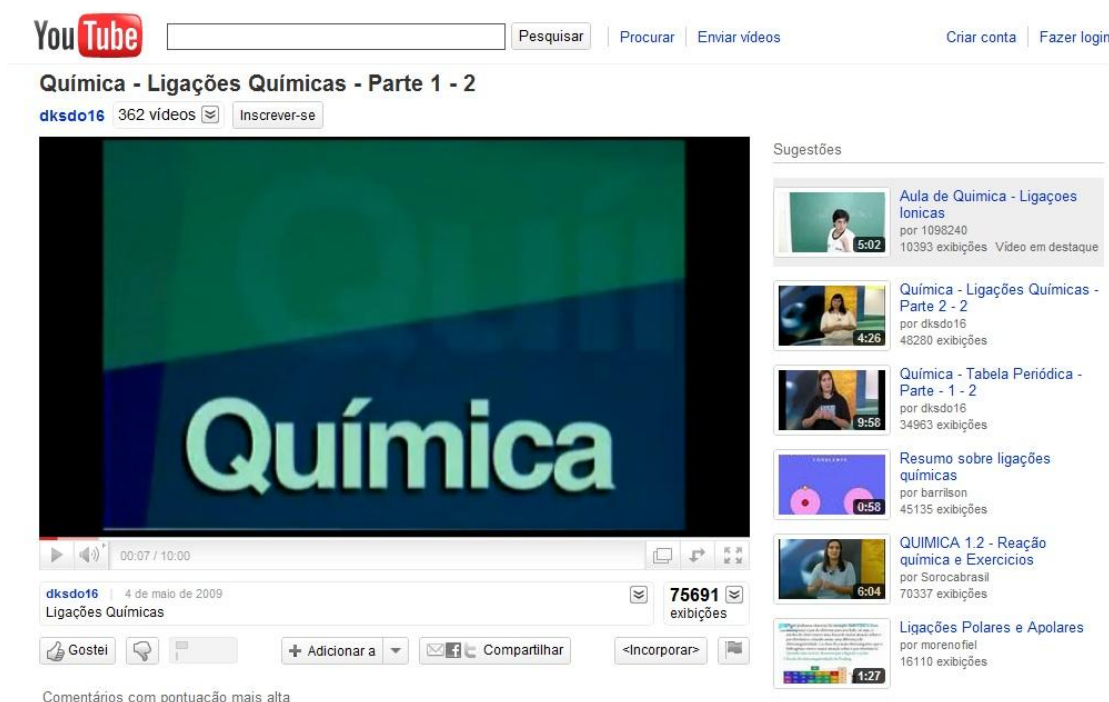 You Tube
Pesquisar
Procurar
Enviar vídeos
Criar conta
Fazer login
Química - Ligações Químicas - Parte 1 - 2
dksdo16
362 vídeos
Inscrever-se
Química
00:07 / 10:00
dksdo16
4 de maio de 2009
Ligações Químicas
75691
exibições
Gostei
Adicionar a
Compartilhar
<Incorporar>
Comentários com pontuação mais alta
Sugestões
5:02
Aula de Quimica - Ligaçoes
Ionicas
por 1098240
10393 exibições Vídeo em destaque
4:26
Química - Ligações Químicas -
Parte 2 - 2
por dksdo16
48280 exibições
9:58
Química - Tabela Periódica -
Parte - 1 - 2
por dksdo16
34963 exibições
0:58
Resumo sobre ligações
químicas
por barrilson
45135 exibições
6:04
QUIMICA 1.2 - Reação
química e Exercicios
por Sorocabrasil
70337 exibições
1:27
Ligações Polares e Apolares
por morenofiel
16110 exibições